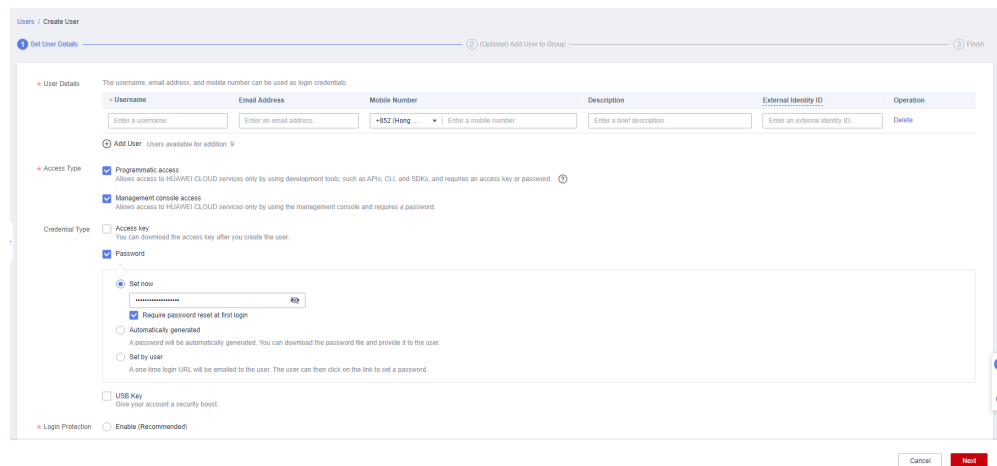 Users / Create User
1 Set User Details
2 (Optional) Add User to Group
3 Finish
* User Details
The username, email address, and mobile number can be used as login credentials.
* Username Email Address Mobile Number Description External Identity ID Operation
Enter a username. Enter an email address. +852 (Hong ... Enter a mobile number. Enter a brief description. Enter an external identity ID. Delete
Add User Users available for addition: 9
* Access Type
Programmatic access
Allows access to HUAWEI CLOUD services only by using development tools, such as APIs, CLI, and SDKs, and requires an access key or password. ?
Management console access
Allows access to HUAWEI CLOUD services only by using the management console and requires a password.
Credential Type
Access key
You can download the access key after you create the user.
Password
Set now
Require password reset at first login
Automatically generated
A password will be automatically generated. You can download the password file and provide it to the user.
Set by user
A one-time login URL will be emailed to the user. The user can then click on the link to set a password.
USB Key
Give your account a security boost.
* Login Protection
Enable (Recommended)
Cancel Next